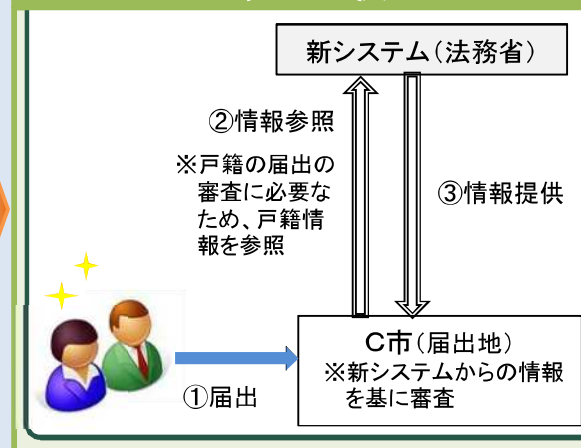 新システム(法務省)
②情報参照
※戸籍の届出の
審査に必要な
ため、戸籍情
報を参照
③情報提供
C市(届出地)
※新システムからの情報
を基に審査
①届出